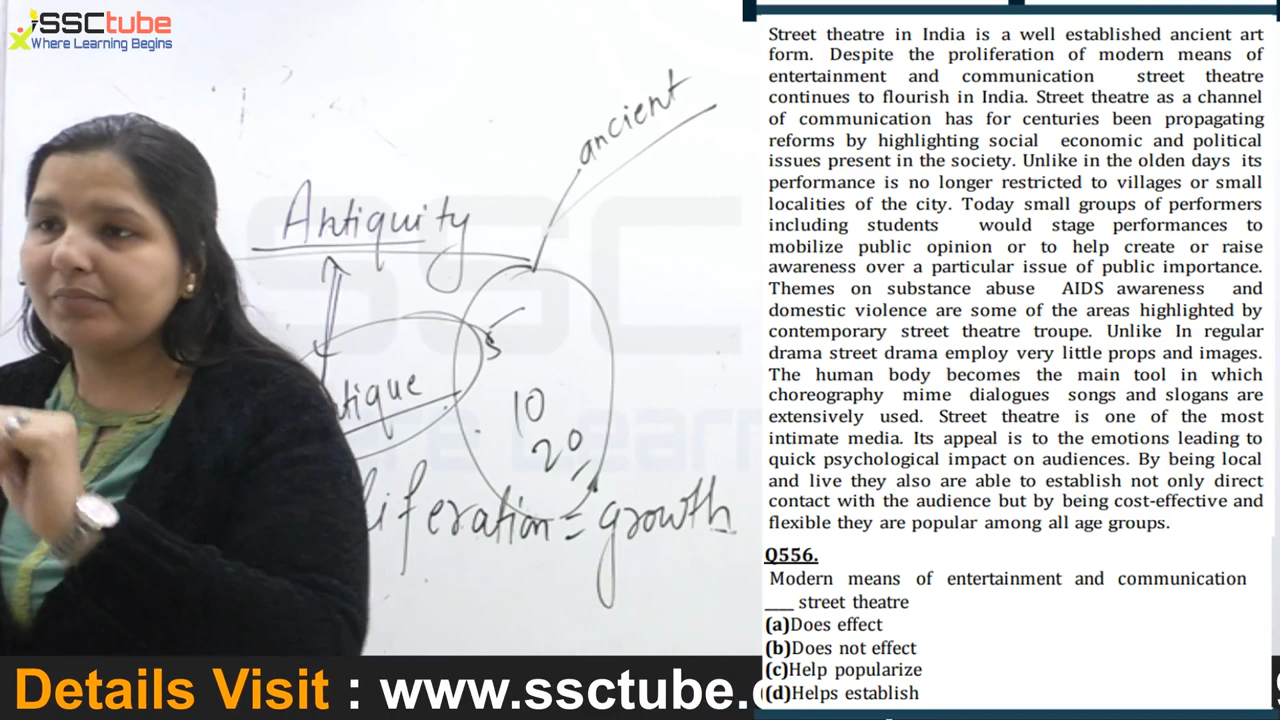 SSCtube
Where Learning Begins
ancient
Antiquity
10
20
= growth
Street theatre in India is a well established ancient art
form. Despite the proliferation of modern means of
entertainment and communication street theatre
continues to flourish in India. Street theatre as a channel
of communication has for centuries been propagating
reforms by highlighting social economic and political
issues present in the society. Unlike in the olden days its
performance is no longer restricted to villages or small
localities of the city. Today small groups of performers
including students would stage performances to
mobilize public opinion or to help create or raise
awareness over a particular issue of public importance.
Themes on substance abuse AIDS awareness and
domestic violence are some of the areas highlighted by
contemporary street theatre troupe. Unlike In regular
drama street drama employ very little props and images.
The human body becomes the main tool in which
choreography mime dialogues songs and slogans are
extensively used. Street theatre is one of the most
intimate media. Its appeal is to the emotions leading to
quick psychological impact on audiences. By being local
and live they also are able to establish not only direct
contact with the audience but by being cost-effective and
flexible they are popular among all age groups.
Q556.
Modern means of entertainment and communication
____ street theatre
(a)Does effect
(b)Does not effect
(c)Help popularize
(d)Helps establish
Details Visit : www.ssctube.